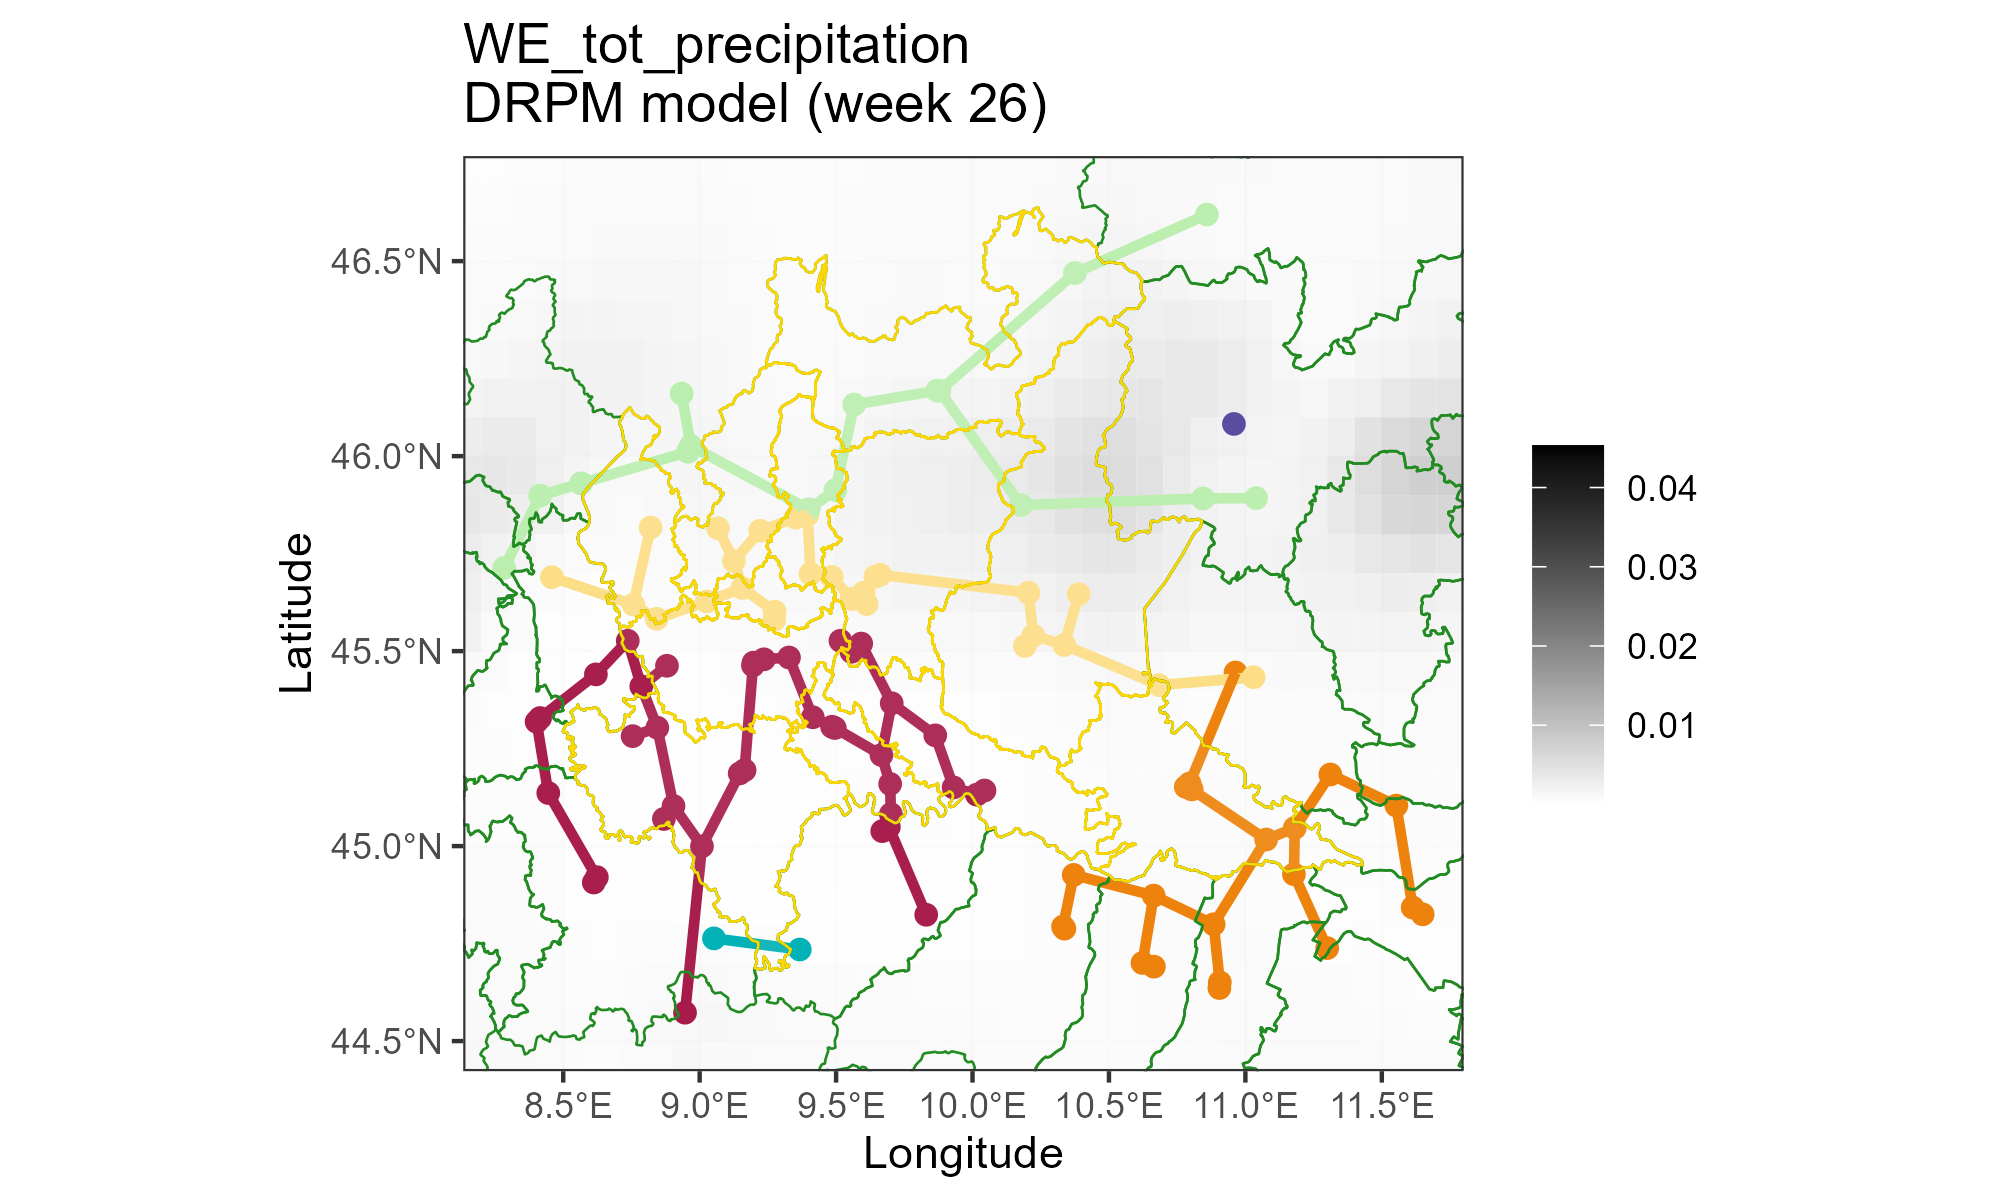 WE_tot_precipitation
DRPM model (week 26)
46.5°N
46.0°N
45.5°N
45.0°N
44.5°N
Latitude
8.5°E 9.0°E 9.5°E 10.0°E 10.5°E 11.0°E 11.5°E
Longitude
0.04
0.03
0.02
0.01